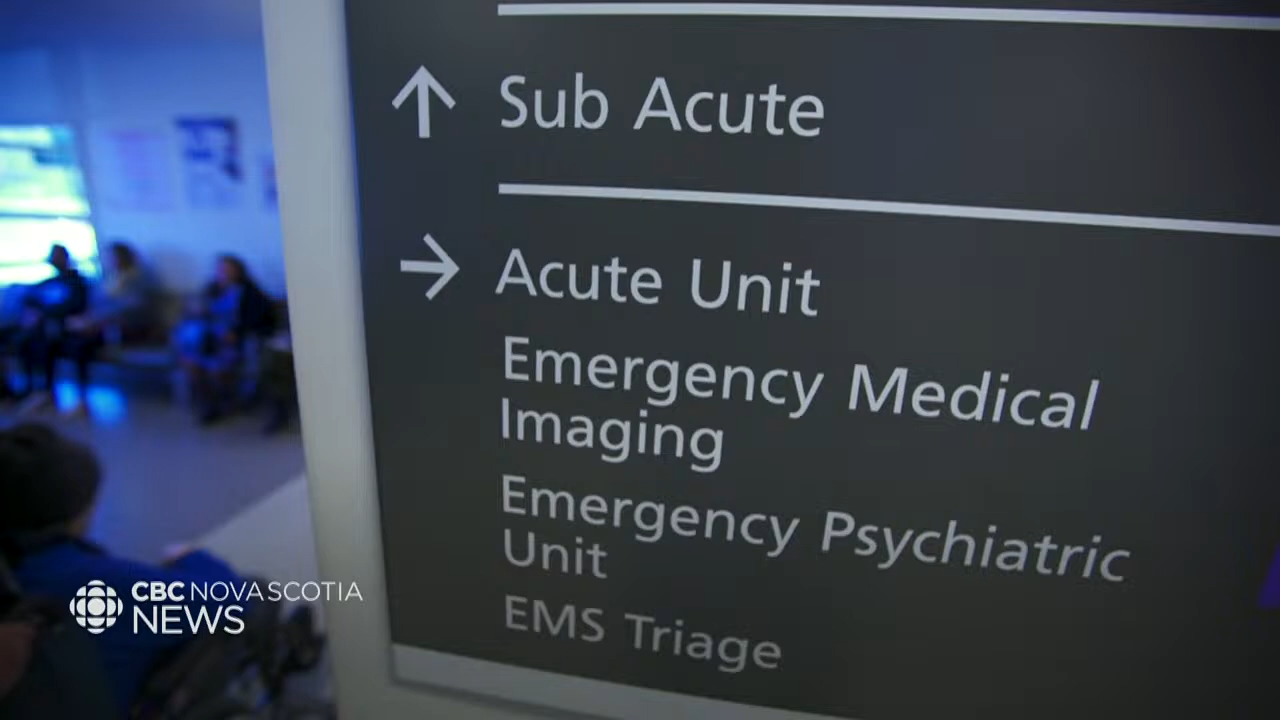 Sub Acute
Acute Unit
Emergency Medical
Imaging
Emergency Psychiatric
Unit
EMS Triage
CBC NOVA SCOTIA
NEWS